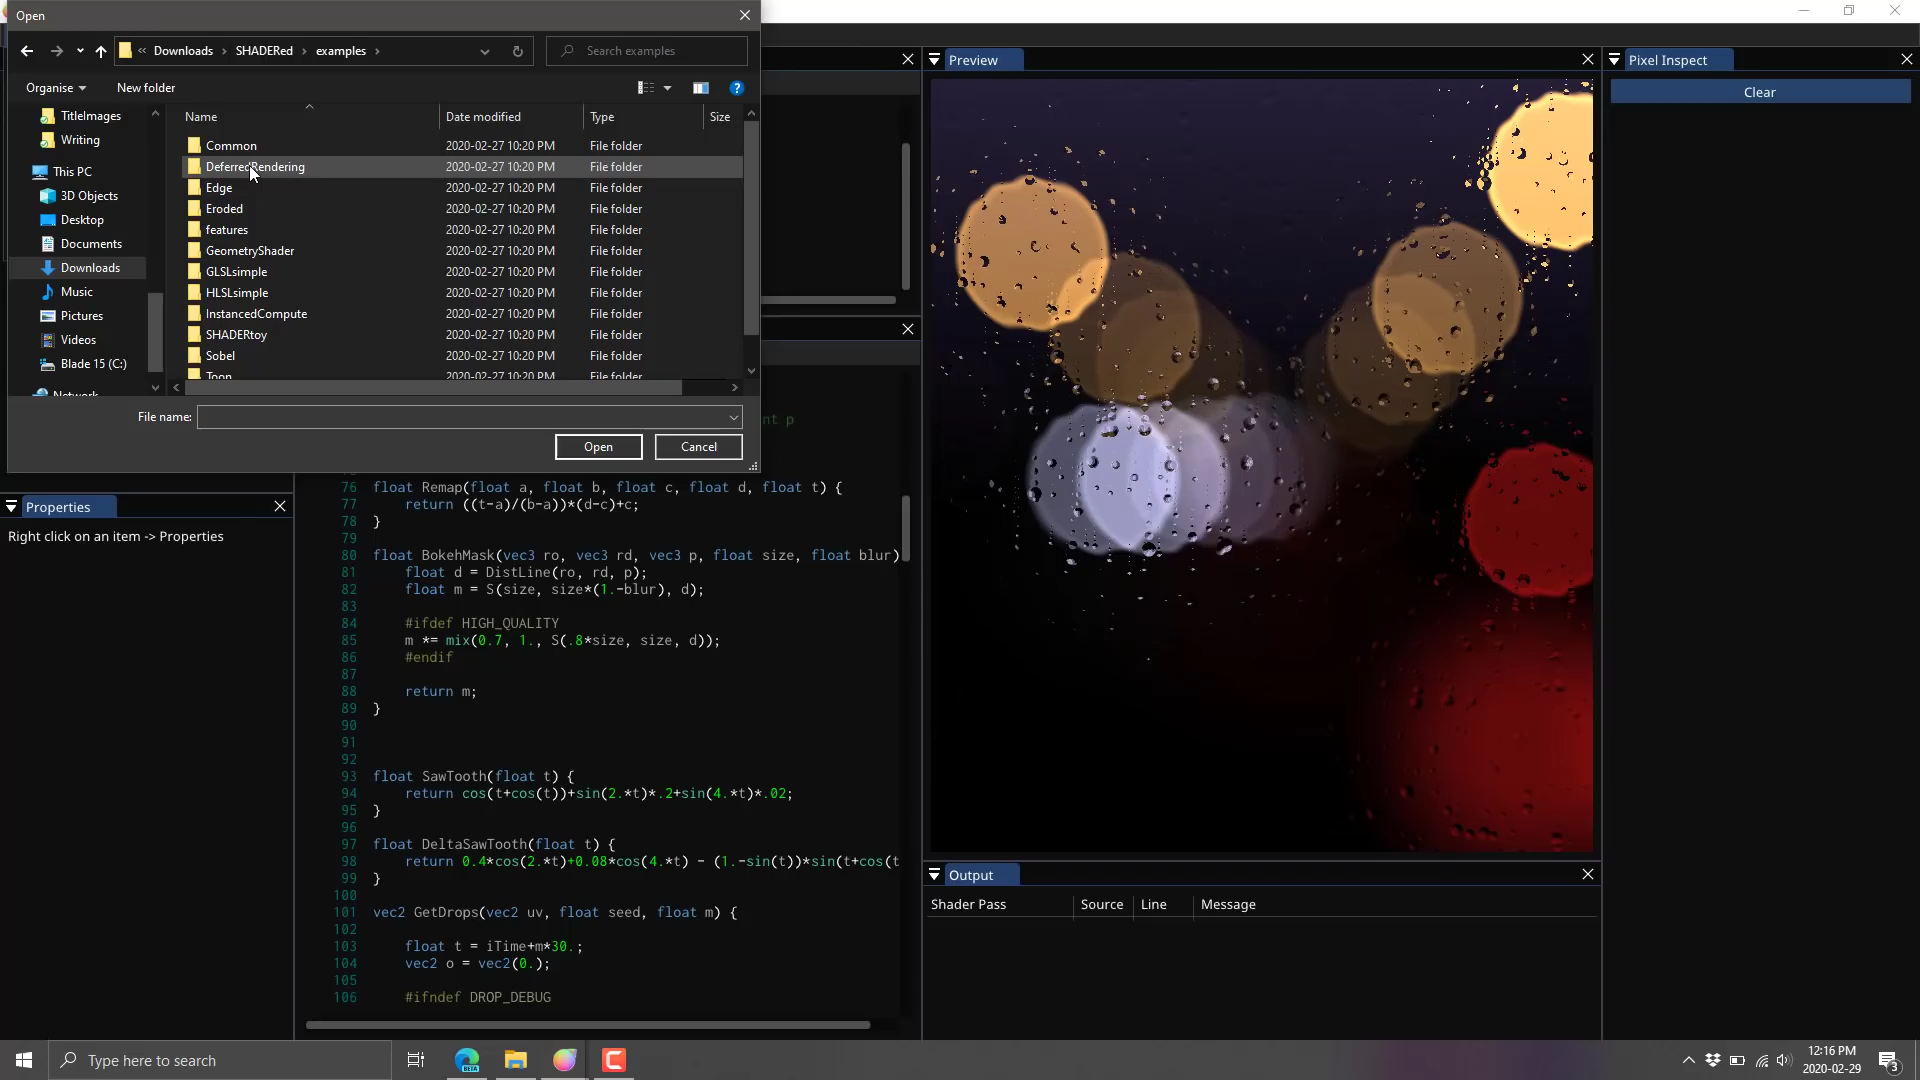 Open
« Downloads › SHADERed › examples ›
Search examples
Organise
New folder
Name Date modified Type Size
TitleImages
Writing
This PC
3D Objects
Desktop
Documents
Downloads
Music
Pictures
Videos
Blade 15 (C:)
Network
Common 2020-02-27 10:20 PM File folder
DeferredRendering 2020-02-27 10:20 PM File folder
Edge 2020-02-27 10:20 PM File folder
Eroded 2020-02-27 10:20 PM File folder
features 2020-02-27 10:20 PM File folder
GeometryShader 2020-02-27 10:20 PM File folder
GLSLsimple 2020-02-27 10:20 PM File folder
HLSLsimple 2020-02-27 10:20 PM File folder
InstancedCompute 2020-02-27 10:20 PM File folder
SHADERtoy 2020-02-27 10:20 PM File folder
Sobel 2020-02-27 10:20 PM File folder
Toon 2020-02-27 10:20 PM File folder
File name:
Open Cancel
Properties
Right click on an item -> Properties
nt p
76 float Remap(float a, float b, float c, float d, float t) {
77 return ((t-a)/(b-a))*(d-c)+c;
78 }
79
80 float BokehMask(vec3 ro, vec3 rd, vec3 p, float size, float blur)
81 float d = DistLine(ro, rd, p);
82 float m = S(size, size*(1.-blur), d);
83
84 #ifdef HIGH_QUALITY
85 m *= mix(0.7, 1., S(.8*size, size, d));
86 #endif
87
88 return m;
89 }
90
91
92
93 float SawTooth(float t) {
94 return cos(t+cos(t))+sin(2.*t)*.2+sin(4.*t)*.02;
95 }
96
97 float DeltaSawTooth(float t) {
98 return 0.4*cos(2.*t)+0.08*cos(4.*t) - (1.-sin(t))*sin(t+cos(t
99 }
100
101 vec2 GetDrops(vec2 uv, float seed, float m) {
102
103 float t = iTime+m*30.;
104 vec2 o = vec2(0.);
105
106 #ifndef DROP_DEBUG
Preview
Output
Shader Pass Source Line Message
Pixel Inspect
Clear
Type here to search
BETA
12:16 PM
2020-02-29
3